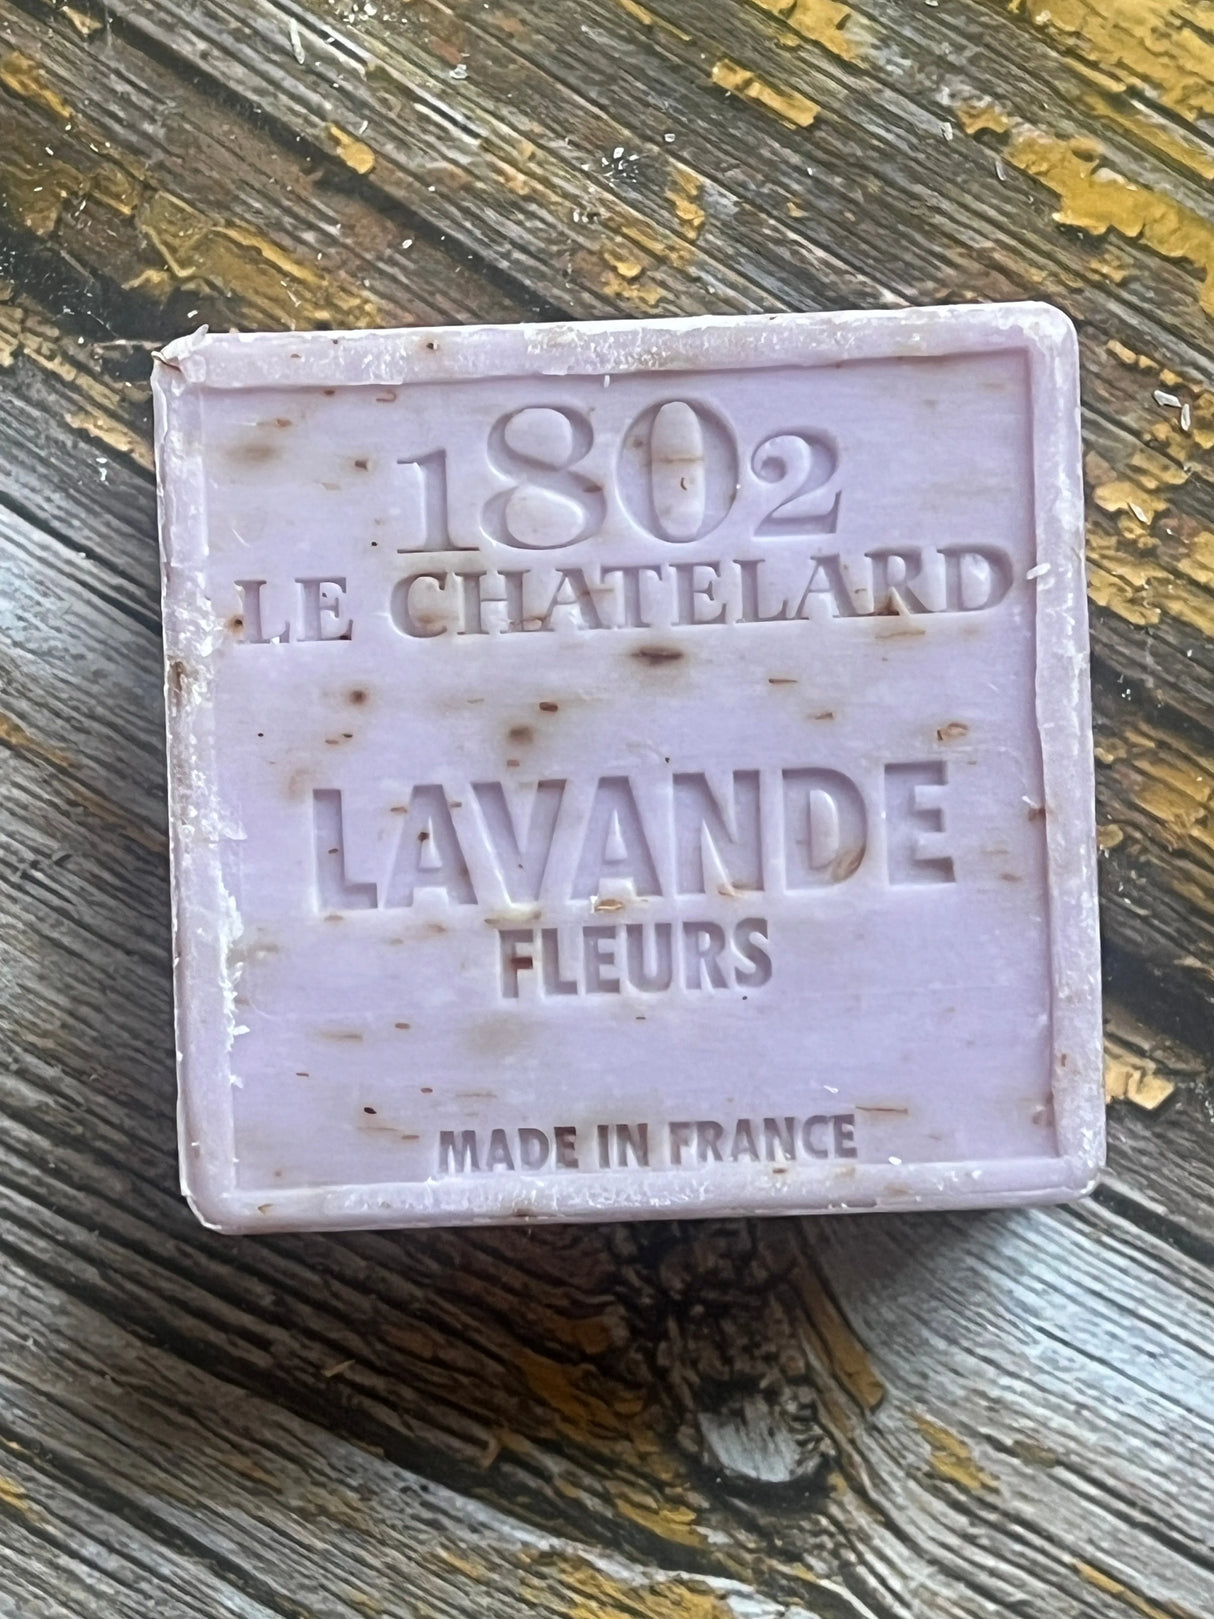 1802
LE CHATELARD
LAVANDE
FLEURS
MADE IN FRANCE